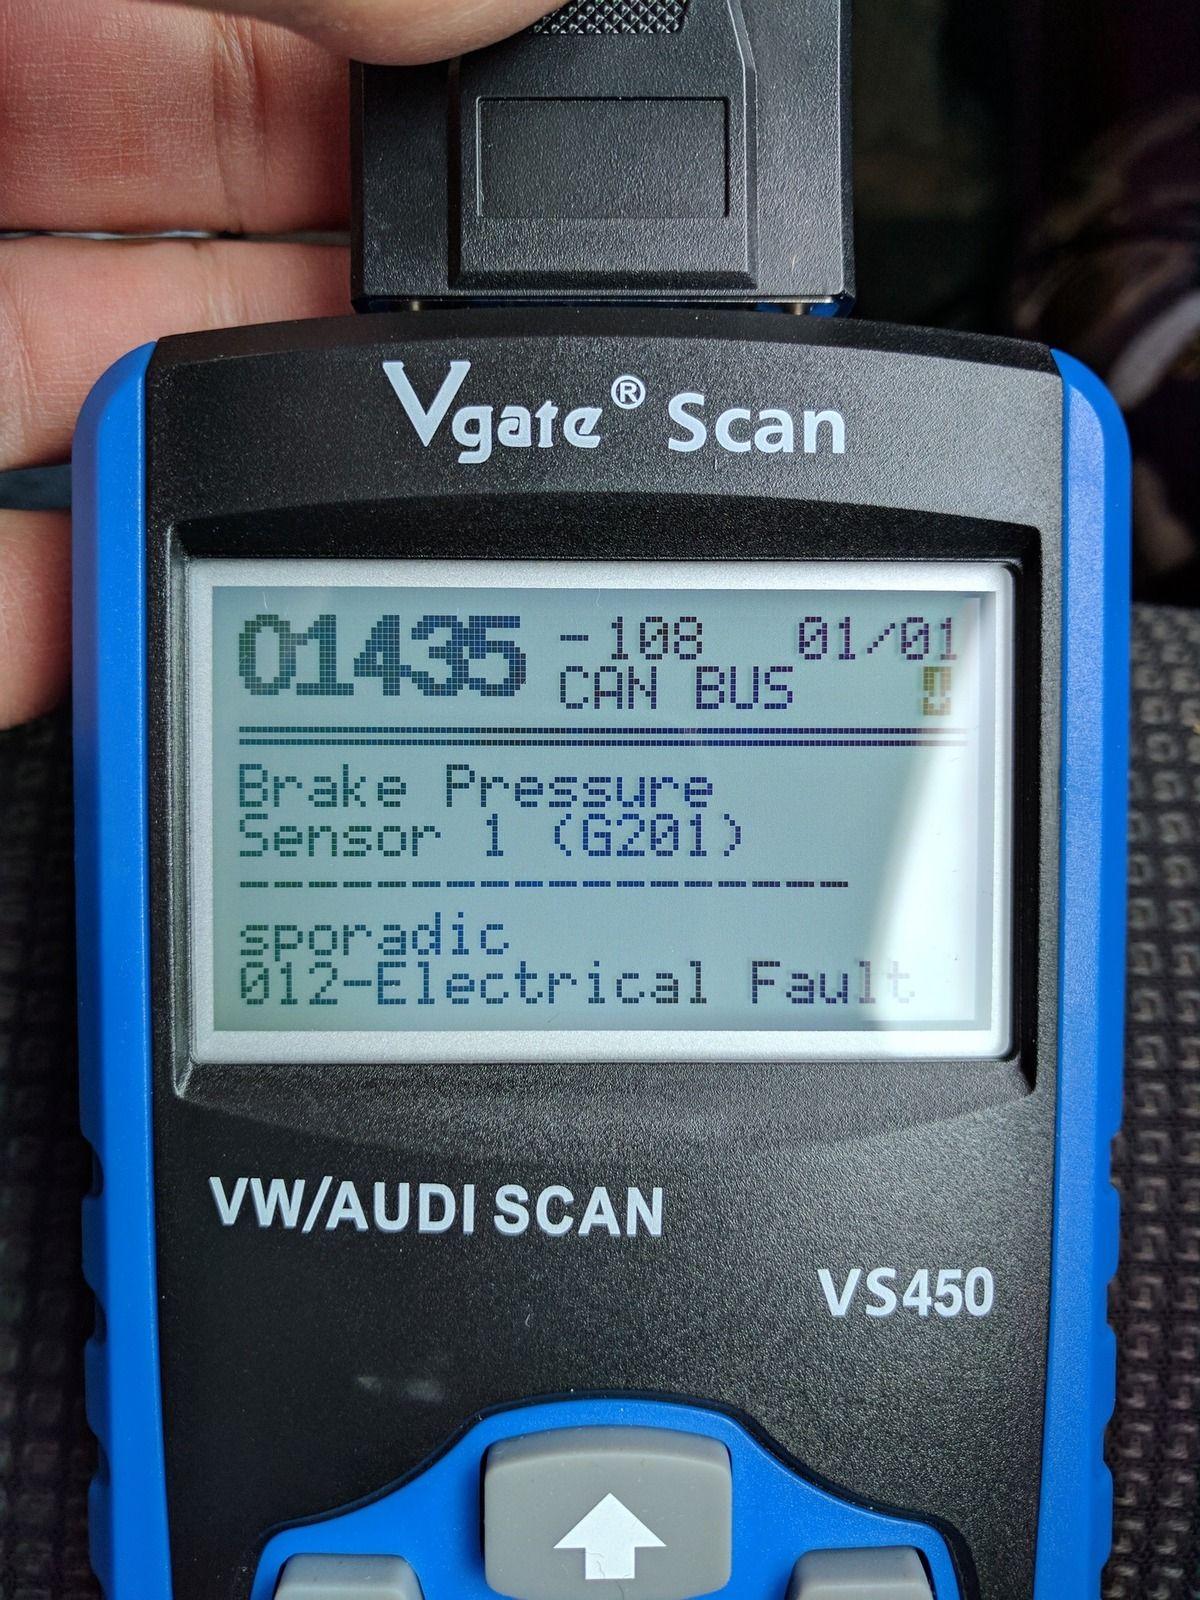 Vgate® Scan
01435 -108 01/01
CAN BUS
Brake Pressure
Sensor 1 (G201)
--------------------
sporadic
012-Electrical Fault
VW/AUDI SCAN
VS450